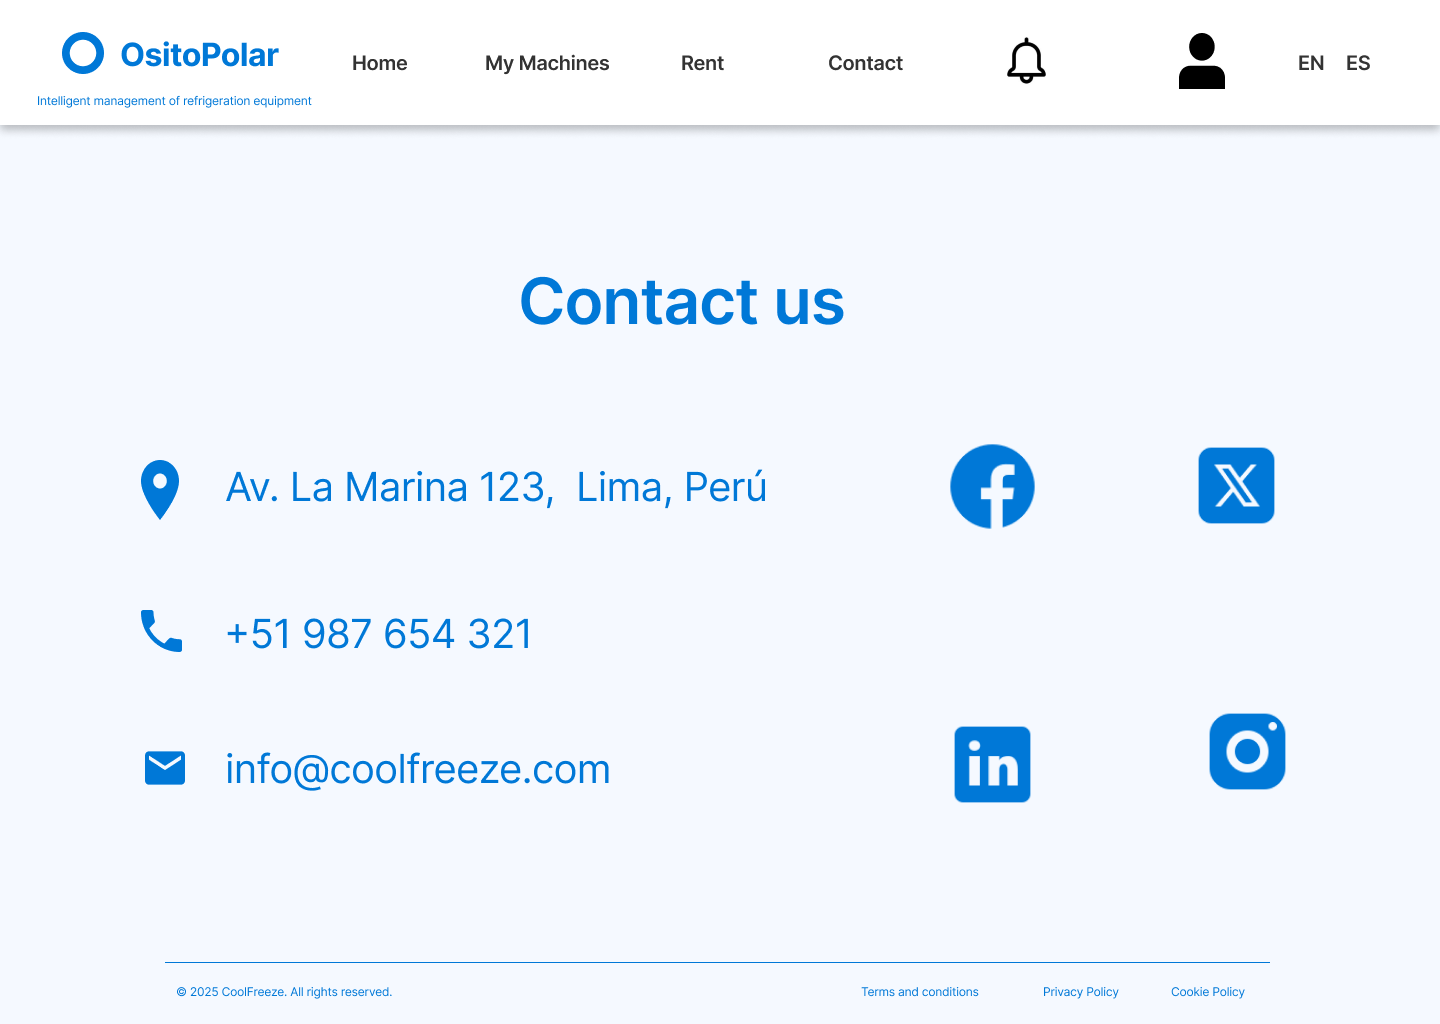 OsitoPolar
Intelligent management of refrigeration equipment
Home
My Machines
Rent
Contact
EN
ES
Contact us
Av. La Marina 123,  Lima, Perú
+51 987 654 321
info@coolfreeze.com
© 2025 CoolFreeze. All rights reserved.
Terms and conditions
Privacy Policy
Cookie Policy